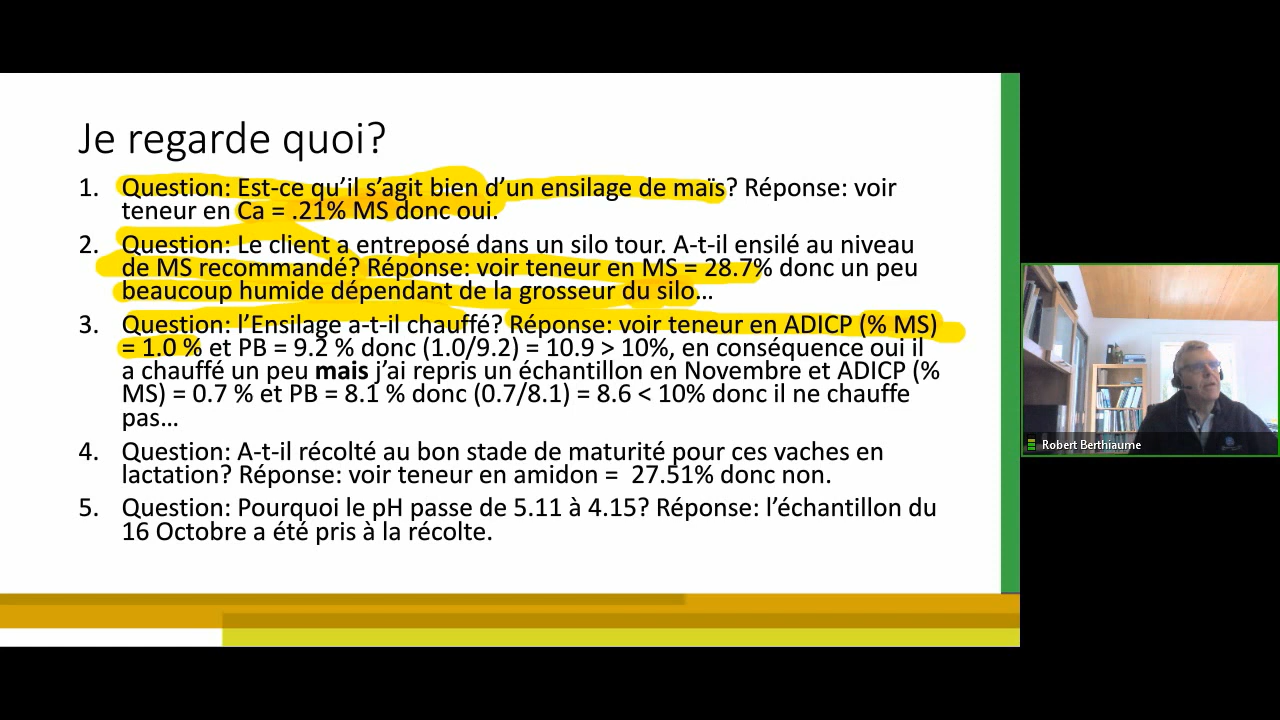 Je regarde quoi?
1. Question: Est-ce qu'il s'agit bien d'un ensilage de maïs? Réponse: voir
teneur en Ca = .21% MS donc oui.
2. Question: Le client a entreposé dans un silo tour. A-t-il ensilé au niveau
de MS recommandé? Réponse: voir teneur en MS = 28.7% donc un peu
beaucoup humide dépendant de la grosseur du silo...
3. Question: l'Ensilage a-t-il chauffé? Réponse: voir teneur en ADICP (% MS)
= 1.0 % et PB = 9.2 % donc (1.0/9.2) = 10.9 > 10%, en conséquence oui il
a chauffé un peu mais j'ai repris un échantillon en Novembre et ADICP (%
MS) = 0.7 % et PB = 8.1 % donc (0.7/8.1) = 8.6 < 10% donc il ne chauffe
pas...
4. Question: A-t-il récolté au bon stade de maturité pour ces vaches en
lactation? Réponse: voir teneur en amidon = 27.51% donc non.
5. Question: Pourquoi le pH passe de 5.11 à 4.15? Réponse: l'échantillon du
16 Octobre a été pris à la récolte.
Robert Berthiaume